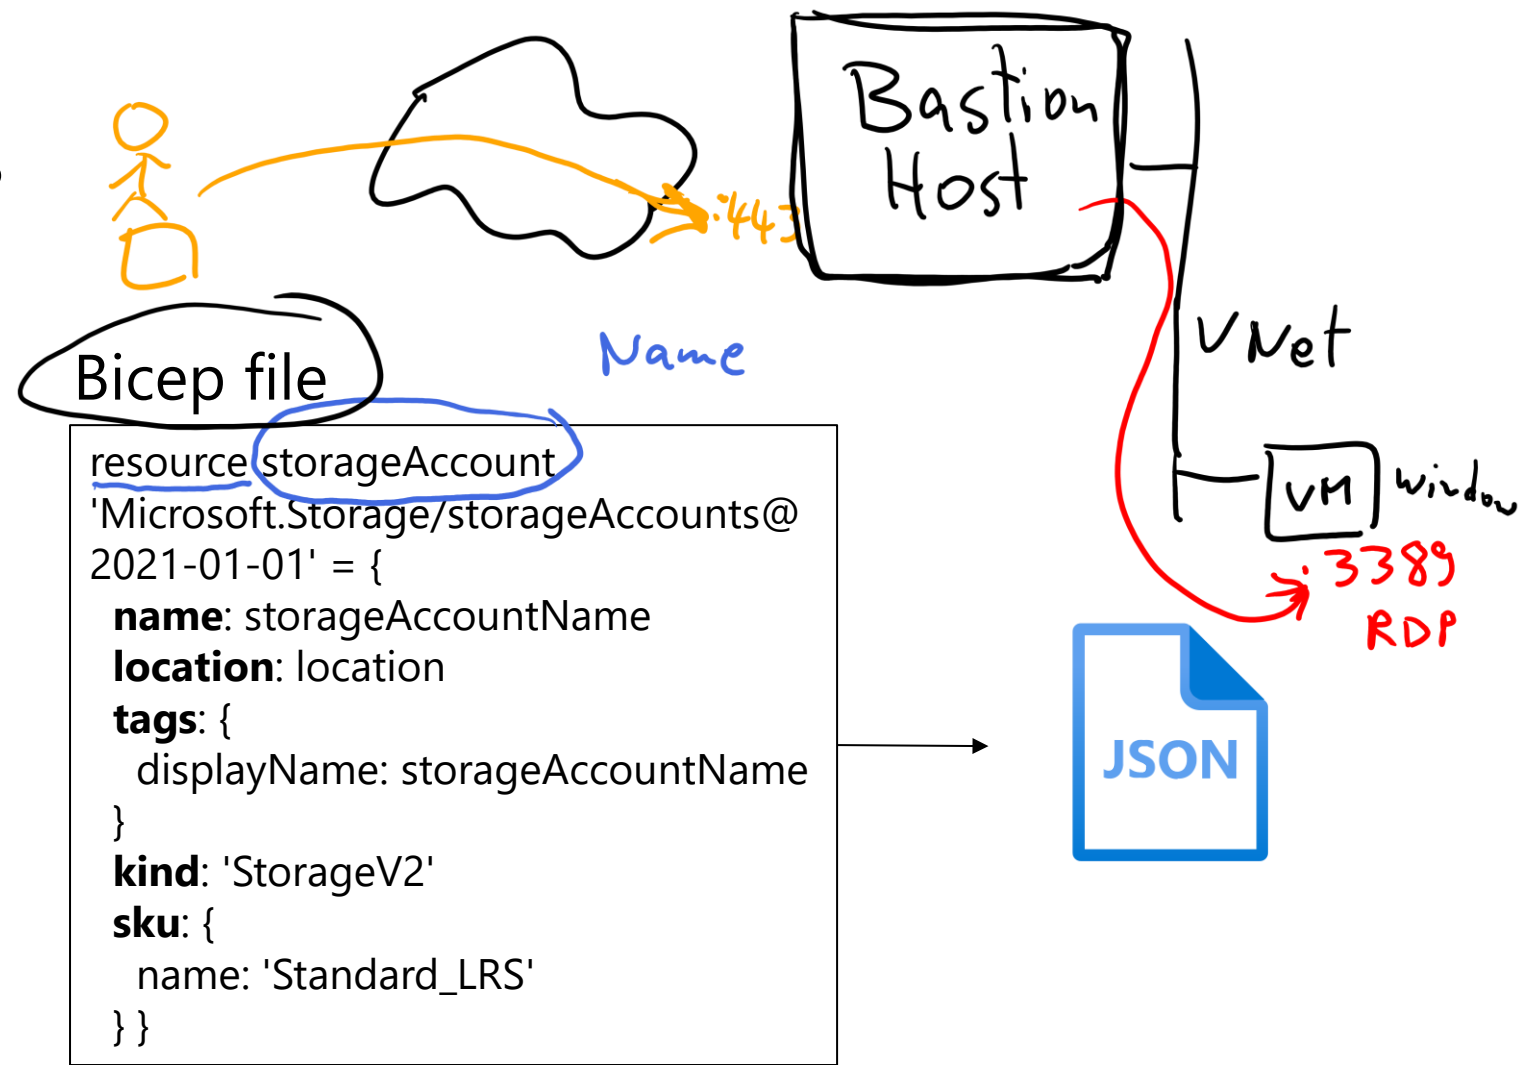 Bastion
Host
:443
Name
VNet
Bicep file
resource storageAccount
'Microsoft.Storage/storageAccounts@
2021-01-01' = {
name: storageAccountName
location: location
tags: {
displayName: storageAccountName
}
kind: 'StorageV2'
sku: {
name: 'Standard_LRS'
} }
VM
window
:3389
RDP
JSON